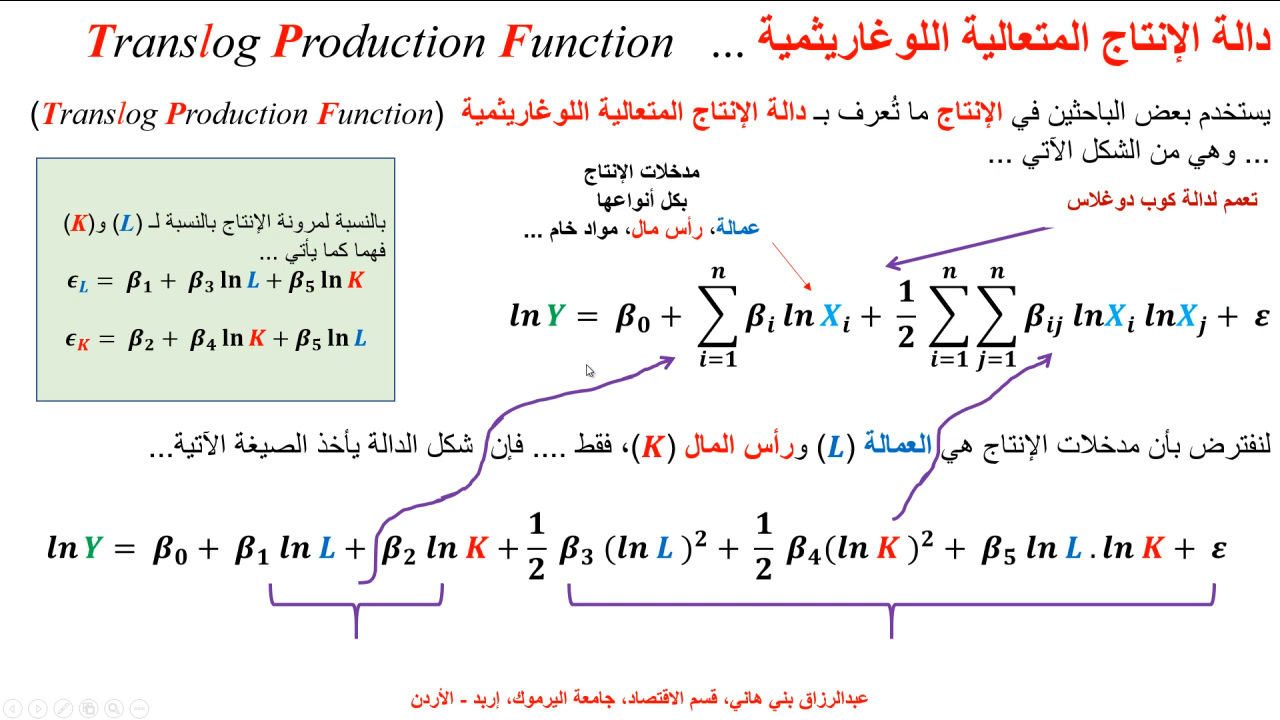 دالة الإنتاج المتعالية اللوغاريثمية ... Translog Production Function
يستخدم بعض الباحثين في الإنتاج ما تُعرف بـ دالة الإنتاج المتعالية اللوغاريثمية (Translog Production Function)
... وهي من الشكل الآتي ...
مدخلات الإنتاج
بكل أنواعها
عمالة، رأس مال، مواد خام ...
تعمم لدالة كوب دوغلاس
ln Y = β₀ + ∑ⁿᵢ₌₁ βᵢ ln Xᵢ + 1/2 ∑ⁿᵢ₌₁ ∑ⁿⱼ₌₁ βᵢⱼ lnXᵢ lnXⱼ + ε
بالنسبة لمرونة الإنتاج بالنسبة لـ (L) و(K)
فهما كما يأتي ...
ϵ_L = β₁ + β₃ ln L + β₅ ln K
ϵ_K = β₂ + β₄ ln K + β₅ ln L
لنفترض بأن مدخلات الإنتاج هي العمالة (L) ورأس المال (K)، فقط .... فإن شكل الدالة يأخذ الصيغة الآتية...
ln Y = β₀ + β₁ ln L + β₂ ln K + 1/2 β₃ (ln L )² + 1/2 β₄(ln K )² + β₅ ln L . ln K + ε
عبدالرزاق بني هاني، قسم الاقتصاد، جامعة اليرموك، إربد - الأردن